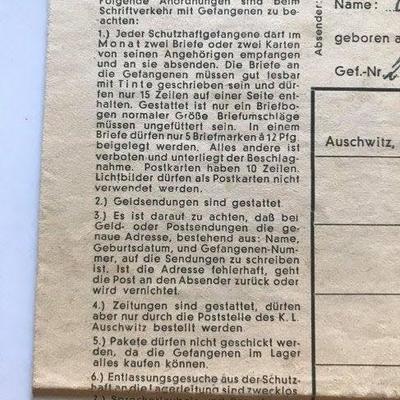 Folgende Anordnungen sind beim
Schriftverkehr mit Gefangenen zu be-
achten:
1.) Jeder Schutzhaftgefangene darf im
Monat zwei Briefe oder zwei Karten
von seinen Angehörigen empfangen
und an sie absenden. Die Briefe an
die Gefangenen müssen gut lesbar
mit Tinte geschrieben sein und dür-
fen nur 15 Zeilen auf einer Seite ent-
halten. Gestattet ist nur ein Briefbo-
gen normaler Größe Briefumschläge
müssen ungefüttert sein. In einem
Briefe dürfen nur 5 Briefmarken à 12 Pfg
beigelegt werden. Alles andere ist
verboten und unterliegt der Beschlag-
nahme. Postkarten haben 10 Zeilen.
Lichtbilder dürfen als Postkarten nicht
verwendet werden.
2.) Geldsendungen sind gestattet
3.) Es ist darauf zu achten, daß bei
Geld- oder Postsendungen die ge-
naue Adresse, bestehend aus: Name,
Geburtsdatum, und Gefangenen-Num-
mer, auf die Sendungen zu schreiben
ist. Ist die Adresse fehlerhaft, geht
die Post an den Absender zurück oder
wird vernichtet.
4.) Zeitungen sind gestattet, dürfen
aber nur durch die Poststelle des K. L.
Auschwitz bestellt werden
5.) Pakete dürfen nicht geschickt wer-
den, da die Gefangenen im Lager
alles kaufen können.
6.) Entlassungsgesuche aus der Schutz-
haft an die Lagerleitung sind zwecklos
Absender:
Name:
geboren a
Gef.-Nr.
Auschwitz,